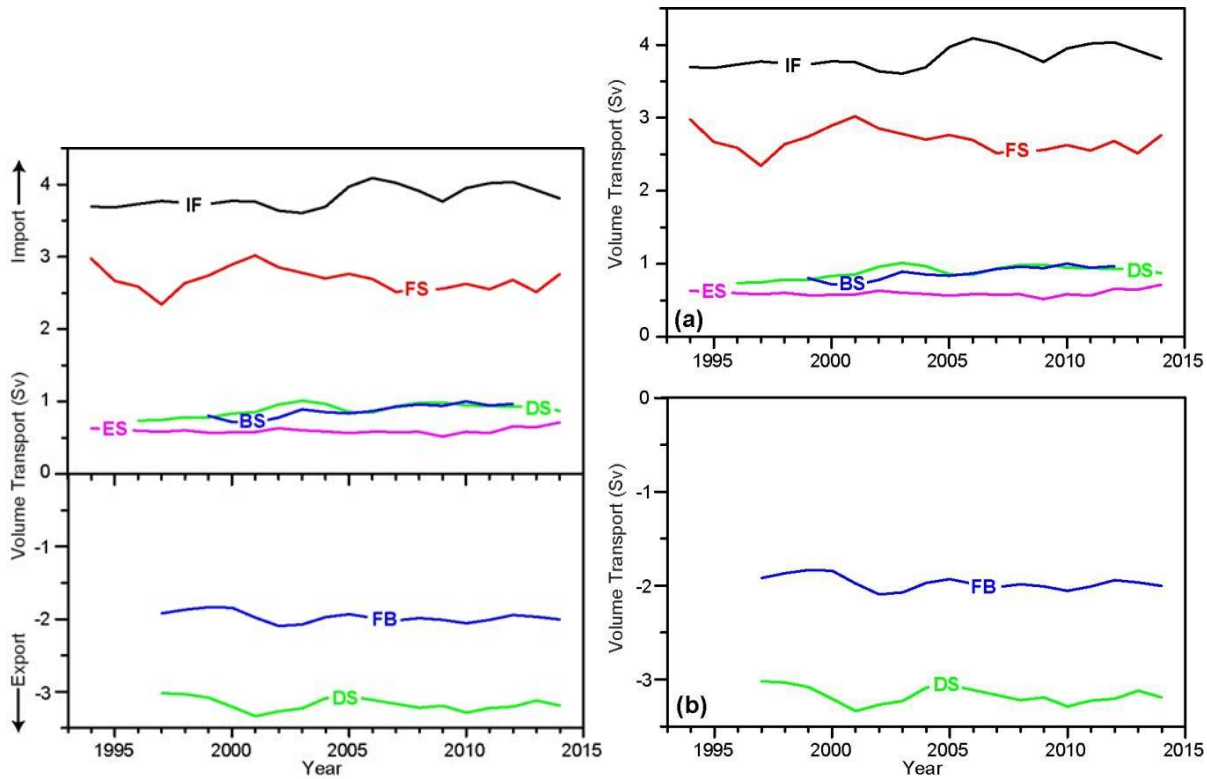 Import
4
3
2
1
0
-1
-2
-3
Export
Volume Transport (Sv)
IF
FS
DS
BS
ES
FB
DS
1995 2000 2005 2010 2015
Year
Volume Transport (Sv)
4
3
2
1
0
IF
FS
DS
BS
ES
(a)
1995 2000 2005 2010 2015
Volume Transport (Sv)
0
-1
-2
-3
FB
DS
(b)
1995 2000 2005 2010 2015
Year